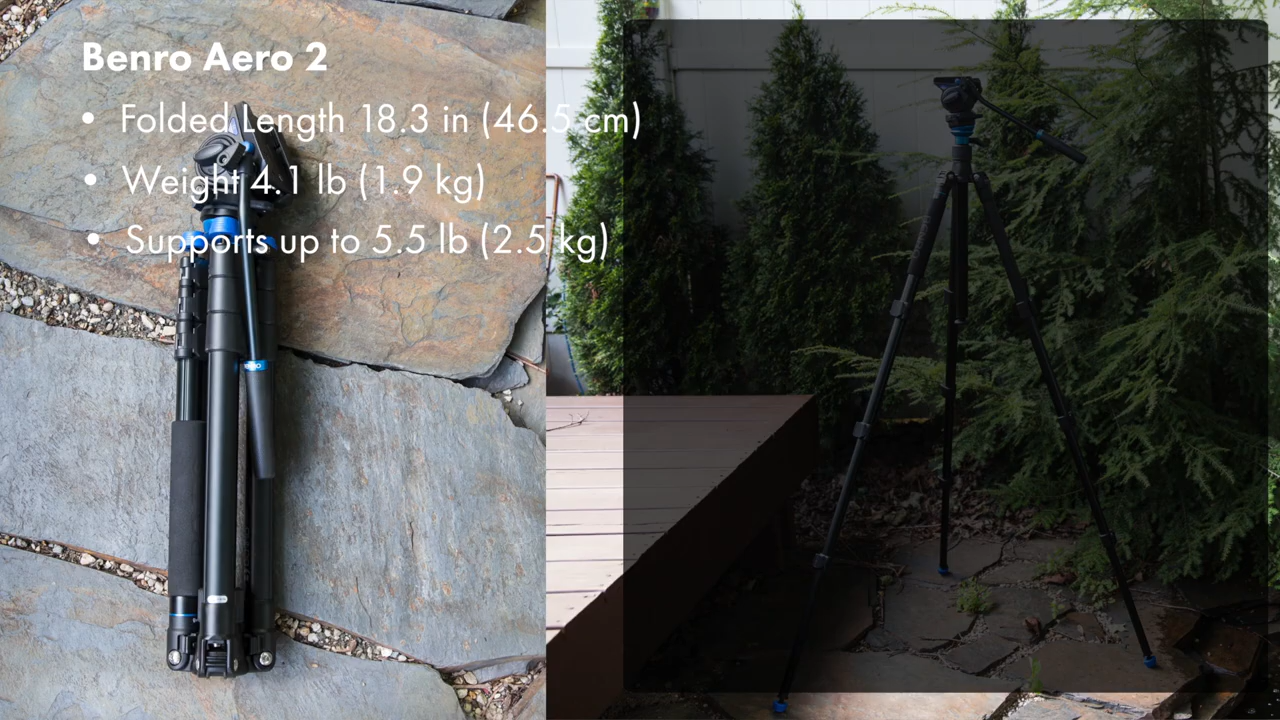 Benro Aero 2
• Folded Length 18.3 in (46.5 cm)
• Weight 4.1 lb (1.9 kg)
• Supports up to 5.5 lb (2.5 kg)